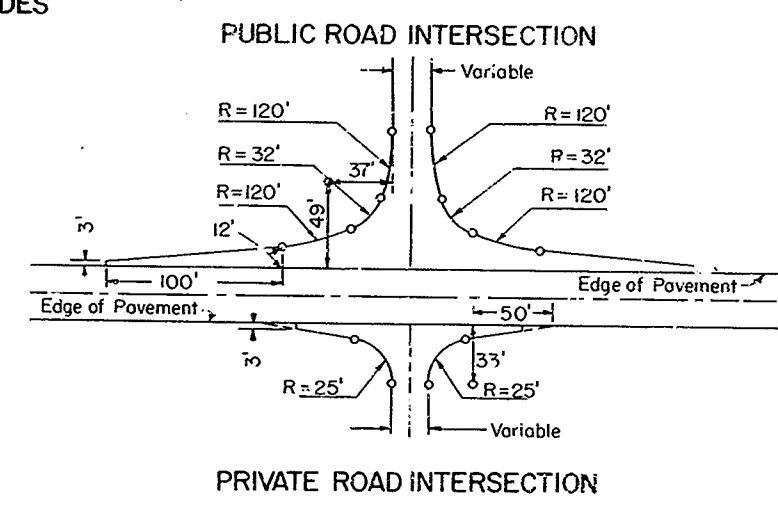 DES
PUBLIC ROAD INTERSECTION
Variable
R=120'
R=120'
R=32'
R=32'
37'
R=120'
R=120'
49'
3'
12'
100'
Edge of Pavement
Edge of Pavement
50'
3'
33'
R=25'
R=25'
Variable
PRIVATE ROAD INTERSECTION